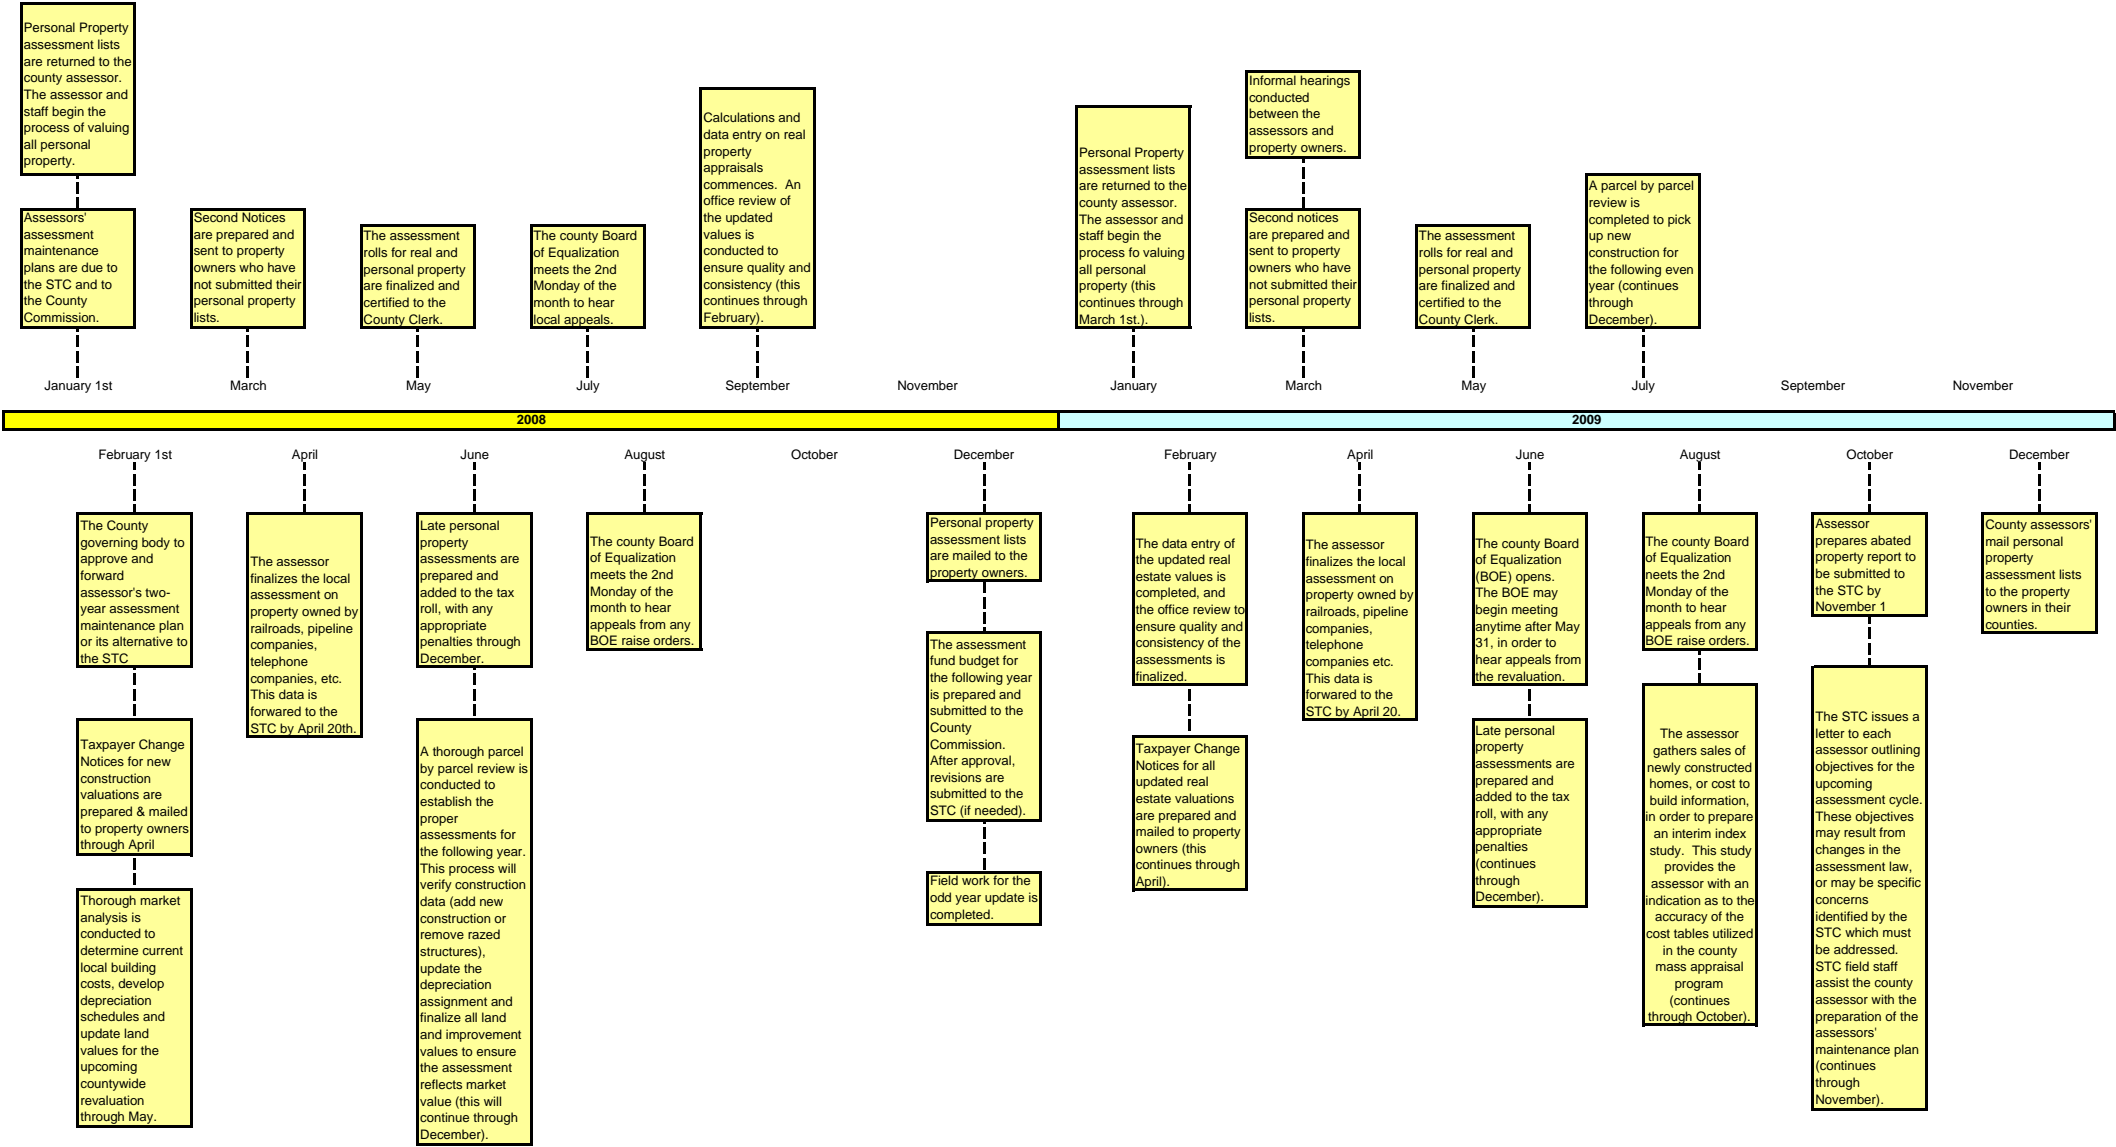 Personal Property
assessment lists
are returned to the
county assessor.
The assessor and
staff begin the
process of valuing
all personal
property.
Assessors'
assessment
maintenance
plans are due to
the STC and to
the County
Commission.
January 1st
Second Notices
are prepared and
sent to property
owners who have
not submitted their
personal property
lists.
March
The assessment
rolls for real and
personal property
are finalized and
certified to the
County Clerk.
May
The county Board
of Equalization
meets the 2nd
Monday of the
month to hear
local appeals.
July
Calculations and
data entry on real
property
appraisals
commences.  An
office review of
the updated
values is
conducted to
ensure quality and
consistency (this
continues through
February).
September
November
Personal Property
assessment lists
are returned to the
county assessor.
The assessor and
staff begin the
process fo valuing
all personal
property (this
continues through
March 1st.).
January
Informal hearings
conducted
between the
assessors and
property owners.
Second notices
are prepared and
sent to property
owners who have
not submitted their
personal property
lists.
March
The assessment
rolls for real and
personal property
are finalized and
certified to the
County Clerk.
May
A parcel by parcel
review is
completed to pick
up new
construction for
the following even
year (continues
through
December).
July
September
November
2008
2009
February 1st
The County
governing body to
approve and
forward
assessor's two-
year assessment
maintenance plan
or its alternative to
the STC
Taxpayer Change
Notices for new
construction
valuations are
prepared & mailed
to property owners
through April
Thorough market
analysis is
conducted to
determine current
local building
costs, develop
depreciation
schedules and
update land
values for the
upcoming
countywide
revaluation
through May.
April
The assessor
finalizes the local
assessment on
property owned by
railroads, pipeline
companies,
telephone
companies, etc.
This data is
forwared to the
STC by April 20th.
June
Late personal
property
assessments are
prepared and
added to the tax
roll, with any
appropriate
penalties through
December.
A thorough parcel
by parcel review is
conducted to
establish the
proper
assessments for
the following year.
This process will
verify construction
data (add new
construction or
remove razed
structures),
update the
depreciation
assignment and
finalize all land
and improvement
values to ensure
the assessment
reflects market
value (this will
continue through
December).
August
The county Board
of Equalization
meets the 2nd
Monday of the
month to hear
appeals from any
BOE raise orders.
October
December
Personal property
assessment lists
are mailed to the
property owners.
The assessment
fund budget for
the following year
is prepared and
submitted to the
County
Commission.
After approval,
revisions are
submitted to the
STC (if needed).
Field work for the
odd year update is
completed.
February
The data entry of
the updated real
estate values is
completed, and
the office review to
ensure quality and
consistency of the
assessments is
finalized.
Taxpayer Change
Notices for all
updated real
estate valuations
are prepared and
mailed to property
owners (this
continues through
April).
April
The assessor
finalizes the local
assessment on
property owned by
railroads, pipeline
companies,
telephone
companies etc.
This data is
forwared to the
STC by April 20.
June
The county Board
of Equalization
(BOE) opens.
The BOE may
begin meeting
anytime after May
31, in order to
hear appeals from
the revaluation.
Late personal
property
assessments are
prepared and
added to the tax
roll, with any
appropriate
penalties
(continues
through
December).
August
The county Board
of Equalization
neets the 2nd
Monday of the
month to hear
appeals from any
BOE raise orders.
The assessor
gathers sales of
newly constructed
homes, or cost to
build information,
in order to prepare
an interim index
study.  This study
provides the
assessor with an
indication as to the
accuracy of the
cost tables utilized
in the county
mass appraisal
program
(continues
through October).
October
Assessor
prepares abated
property report to
be submitted to
the STC by
November 1
The STC issues a
letter to each
assessor outlining
objectives for the
upcoming
assessment cycle.
These objectives
may result from
changes in the
assessment law,
or may be specific
concerns
identified by the
STC which must
be addressed.
STC field staff
assist the county
assessor with the
preparation of the
assessors'
maintenance plan
(continues
through
November).
December
County assessors'
mail personal
property
assessment lists
to the property
owners in their
counties.